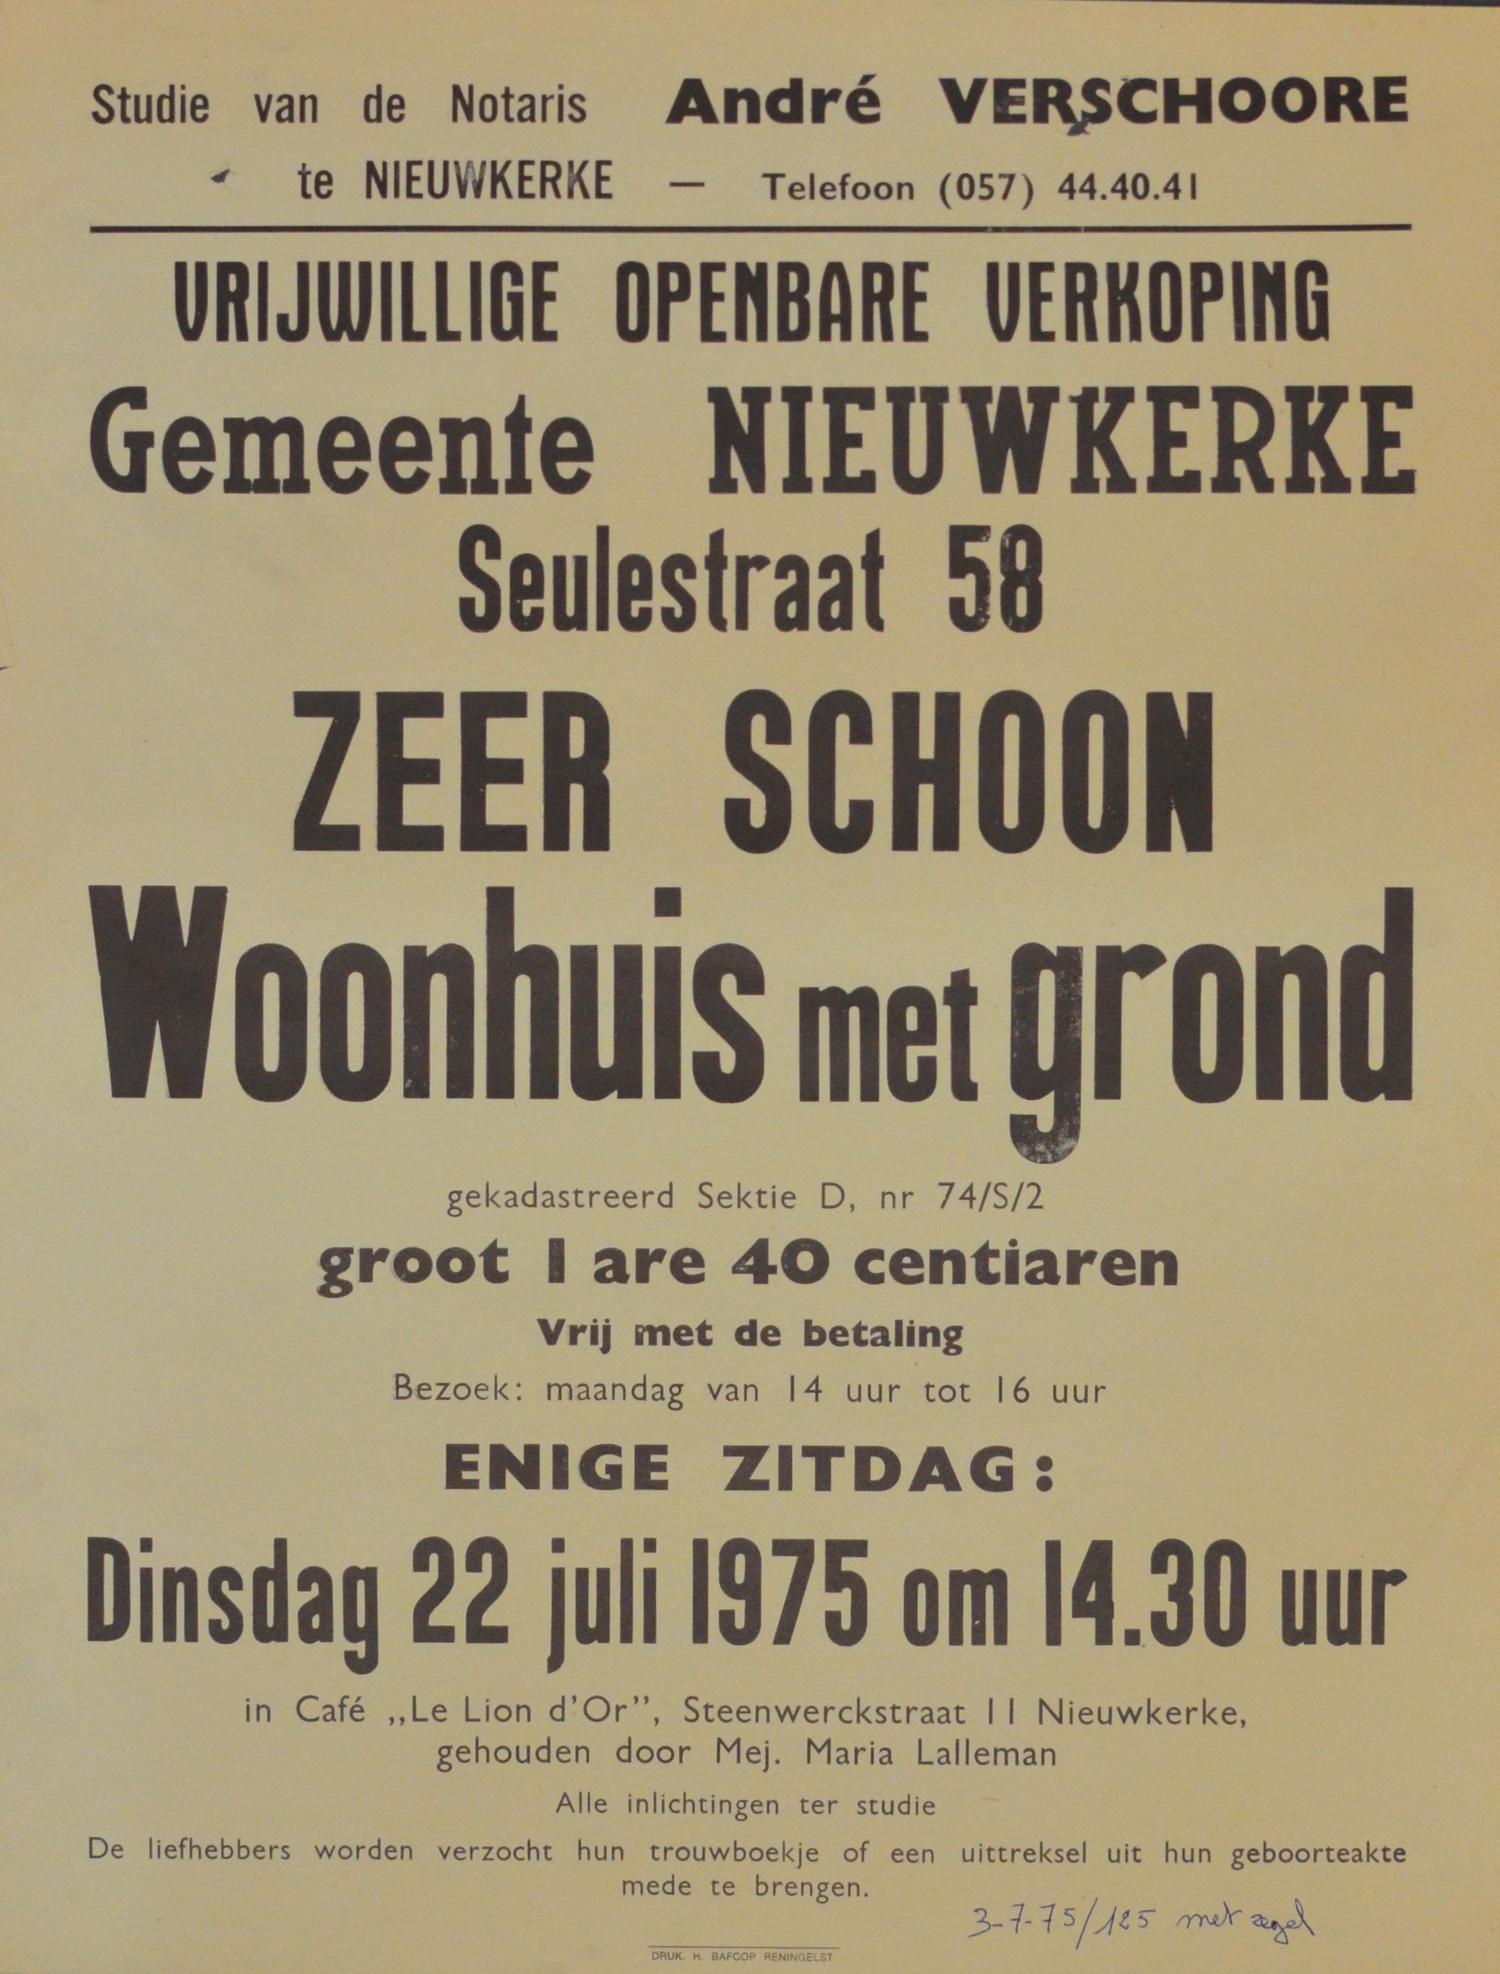 Studie van de Notaris André VERSCHOORE
te NIEUWKERKE — Telefoon (057) 44.40.41
VRIJWILLIGE OPENBARE VERKOPING
Gemeente NIEUWKERKE
Seulestraat 58
ZEER SCHOON
Woonhuis met grond
gekadastreerd Sektie D, nr 74/S/2
groot 1 are 40 centiaren
Vrij met de betaling
Bezoek: maandag van 14 uur tot 16 uur
ENIGE ZITDAG:
Dinsdag 22 juli 1975 om 14.30 uur
in Café „Le Lion d'Or”, Steenwerckstraat 11 Nieuwkerke,
gehouden door Mej. Maria Lalleman
Alle inlichtingen ter studie
De liefhebbers worden verzocht hun trouwboekje of een uittreksel uit hun geboorteakte
mede te brengen.
3-7-75/125 met zegel
DRUK. H. BAFCOP RENINGELST